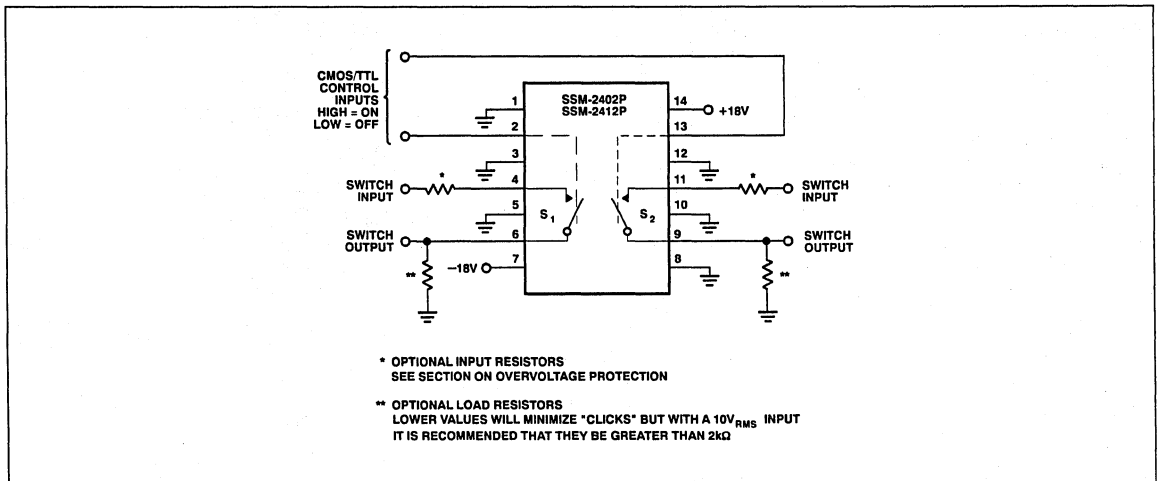 CMOS/TTL
CONTROL
INPUTS
HIGH = ON
LOW = OFF
SSM-2402P
SSM-2412P
1
2
3
4
5
6
7
14
13
12
11
10
9
8
+18V
–18V
SWITCH
INPUT
*
SWITCH
OUTPUT
**
S1
S2
*
SWITCH
INPUT
SWITCH
OUTPUT
**
* OPTIONAL INPUT RESISTORS
SEE SECTION ON OVERVOLTAGE PROTECTION
** OPTIONAL LOAD RESISTORS
LOWER VALUES WILL MINIMIZE "CLICKS" BUT WITH A 10VRMS INPUT
IT IS RECOMMENDED THAT THEY BE GREATER THAN 2kΩ